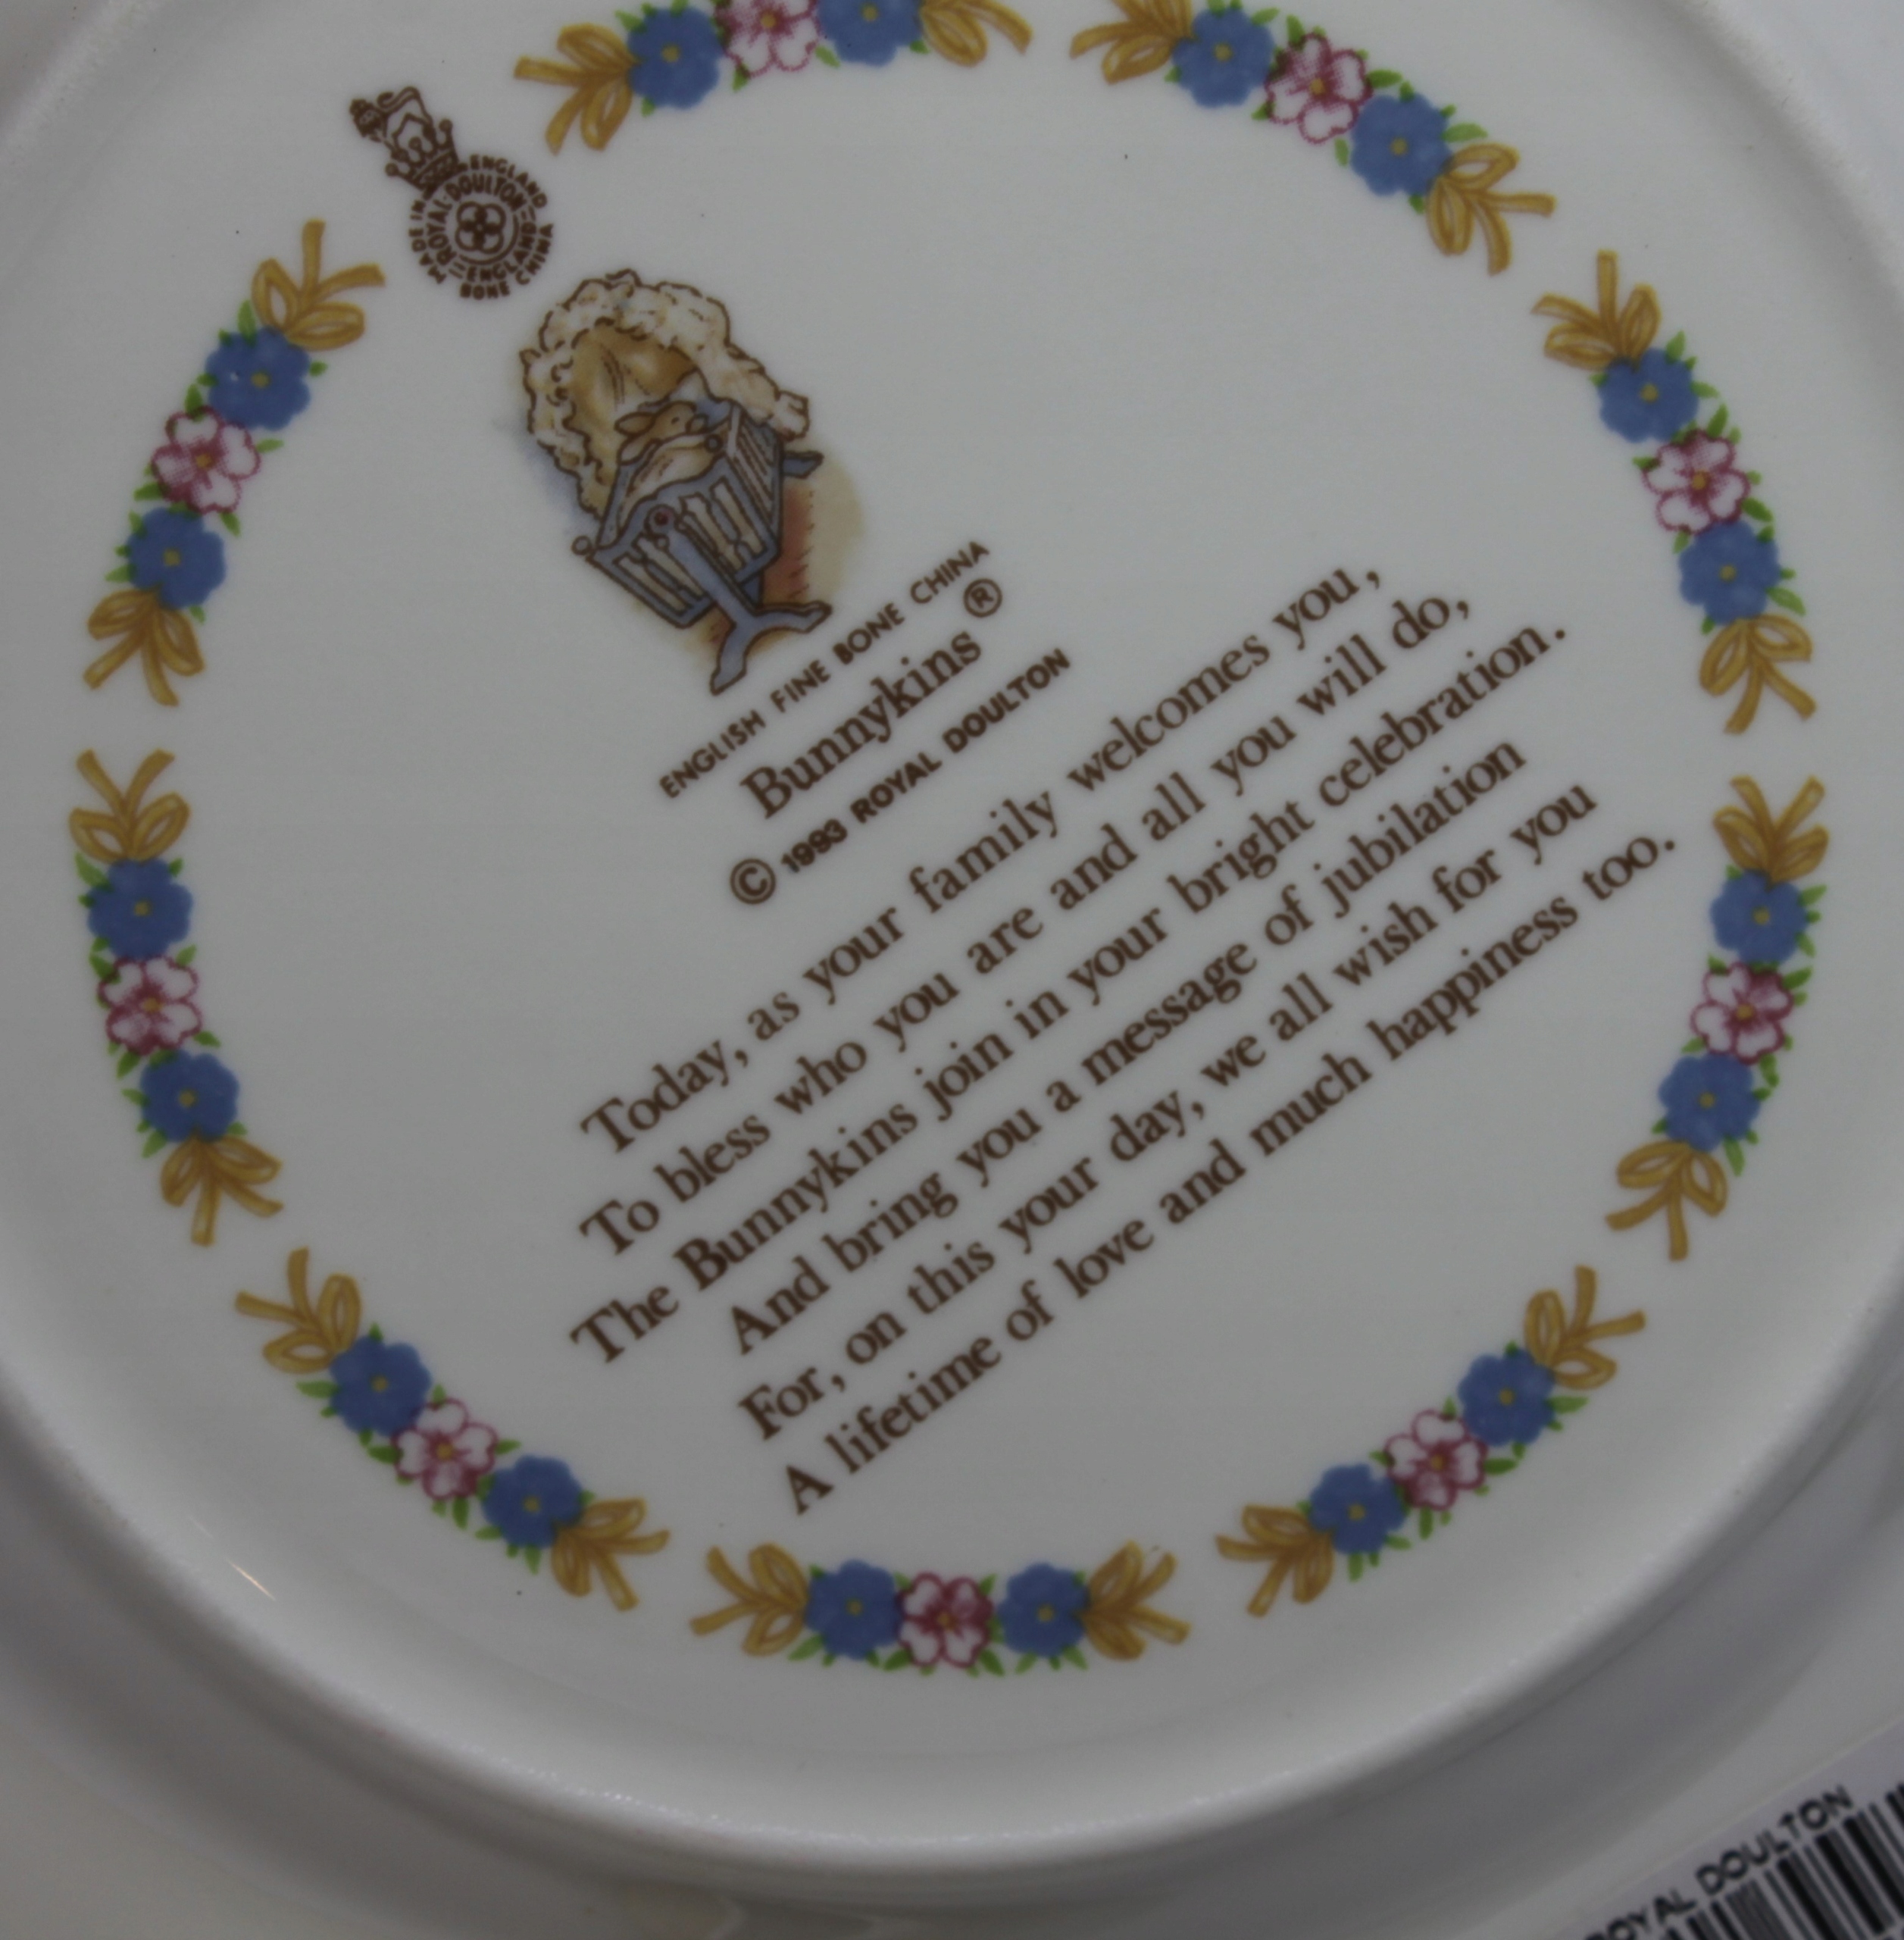 MADE IN ENGLAND
ROYAL DOULTON
ENGLAND
BONE CHINA
ENGLISH FINE BONE CHINA
Bunnykins ®
© 1993 ROYAL DOULTON
Today, as your family welcomes you,
To bless who you are and all you will do,
The Bunnykins join in your bright celebration.
And bring you a message of jubilation
For, on this your day, we all wish for you
A lifetime of love and much happiness too.
ROYAL DOULTON